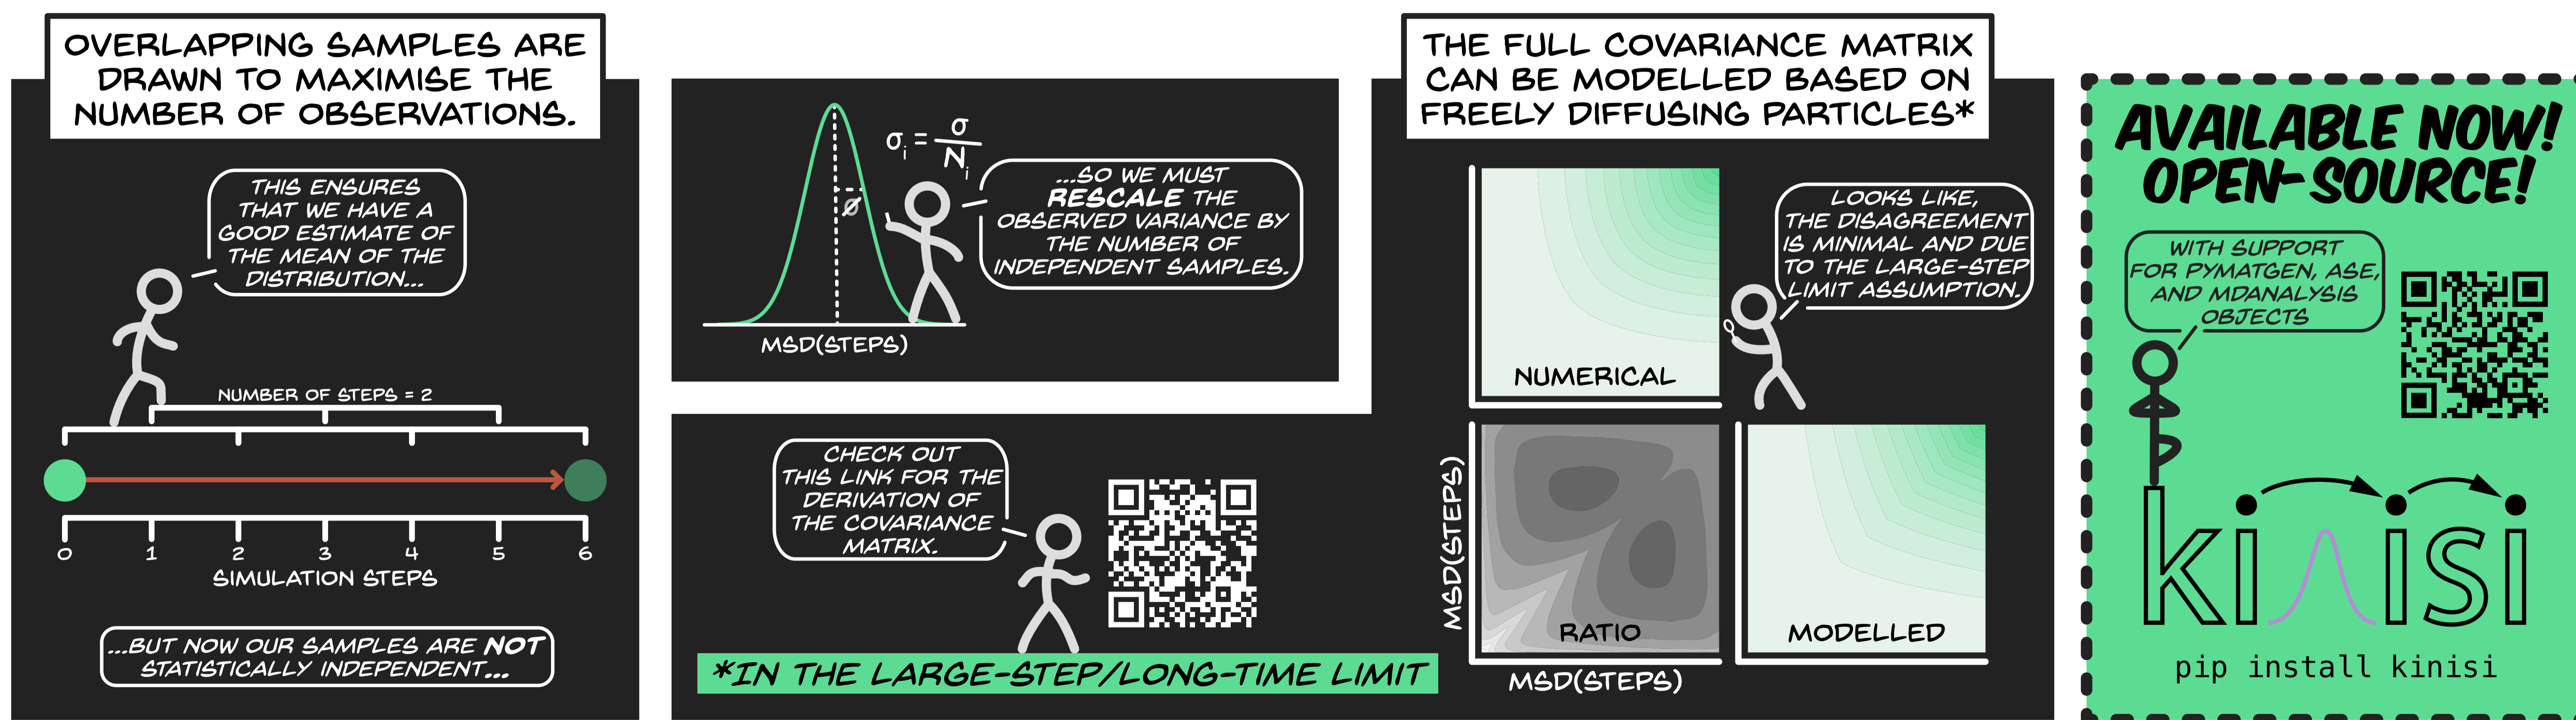 OVERLAPPING SAMPLES ARE
DRAWN TO MAXIMISE THE
NUMBER OF OBSERVATIONS.
THIS ENSURES
THAT WE HAVE A
GOOD ESTIMATE OF
THE MEAN OF THE
DISTRIBUTION...
NUMBER OF STEPS = 2
0 1 2 3 4 5 6
SIMULATION STEPS
...BUT NOW OUR SAMPLES ARE NOT
STATISTICALLY INDEPENDENT...
σi = σ/Ni
σ
...SO WE MUST
RESCALE THE
OBSERVED VARIANCE BY
THE NUMBER OF
INDEPENDENT SAMPLES.
MSD(STEPS)
THE FULL COVARIANCE MATRIX
CAN BE MODELLED BASED ON
FREELY DIFFUSING PARTICLES*
LOOKS LIKE,
THE DISAGREEMENT
IS MINIMAL AND DUE
TO THE LARGE-STEP
LIMIT ASSUMPTION.
NUMERICAL
RATIO
MODELLED
MSD(STEPS)
MSD(STEPS)
CHECK OUT
THIS LINK FOR THE
DERIVATION OF
THE COVARIANCE
MATRIX.
*IN THE LARGE-STEP/LONG-TIME LIMIT
AVAILABLE NOW!
OPEN-SOURCE!
WITH SUPPORT
FOR PYMATGEN, ASE,
AND MDANALYSIS
OBJECTS
kinisi
pip install kinisi